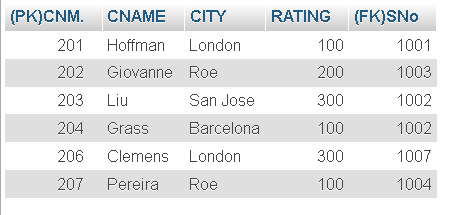 (PK)CNM. CNAME CITY RATING (FK)SNo
201 Hoffman London 100 1001
202 Giovanne Roe 200 1003
203 Liu San Jose 300 1002
204 Grass Barcelona 100 1002
206 Clemens London 300 1007
207 Pereira Roe 100 1004